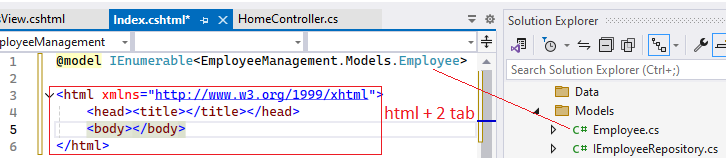 sView.cshtml Index.cshtml* HomeController.cs
ployeeManagement
1 @model IEnumerable<EmployeeManagement.Models.Employee>
2
3 <html xmlns="http://www.w3.org/1999/xhtml">
4 <head><title></title></head>
5 <body></body>
6 </html>
html + 2 tab
Solution Explorer
Search Solution Explorer (Ctrl+;)
Data
Models
C# Employee.cs
C# IEmployeeRepository.cs